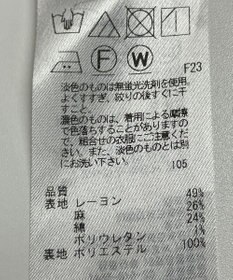 F
F
W
F23
淡色のものは無蛍光洗剤を使用、
よくすすぎ、絞りの後すぐに干
すこと。
濃色のものは、着用による摩擦
で色落ちすることがありますの
で、組合せの衣服にご注意くださ
い。また、淡色のものとは別
にお洗い下さい。
105
品質
表地 レーヨン 49%
麻 26%
綿 24%
ポリウレタン 1%
裏地 ポリエステル 100%